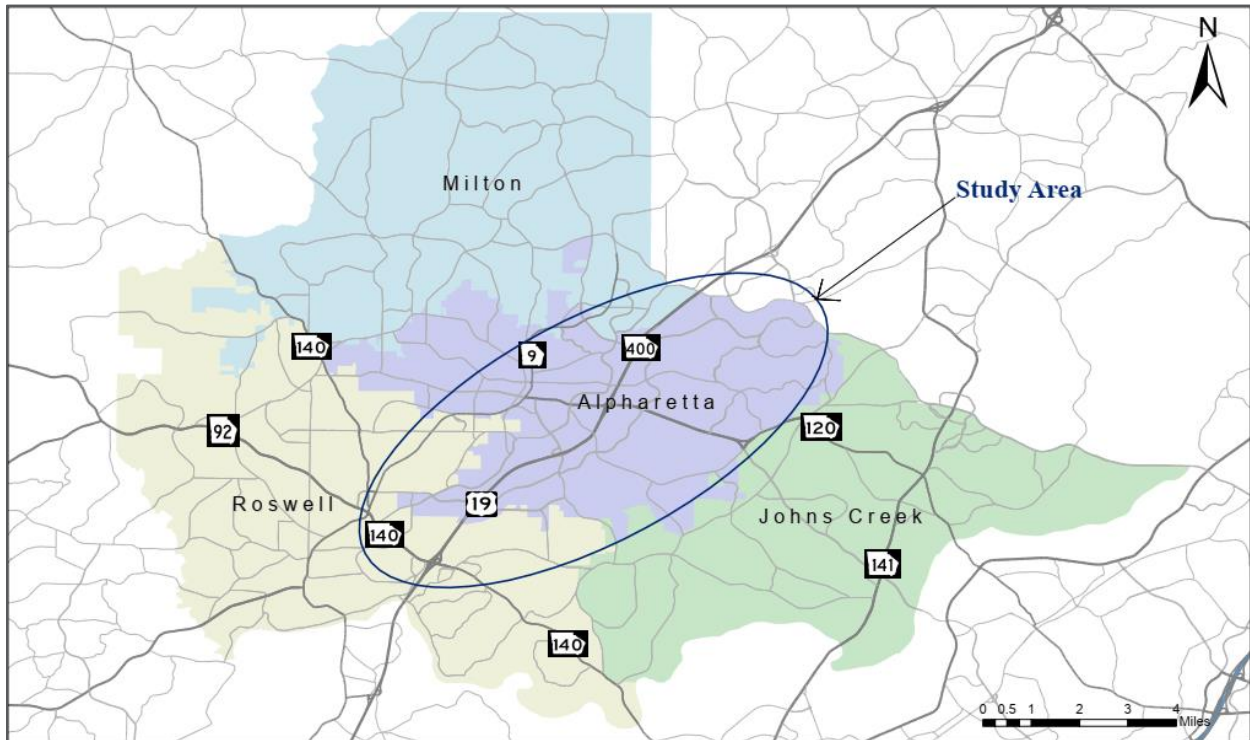 N
Milton
Study Area
140
9
400
Alpharetta
92
120
19
Roswell
140
Johns Creek
141
140
0 0.5 1 2 3 4
Miles